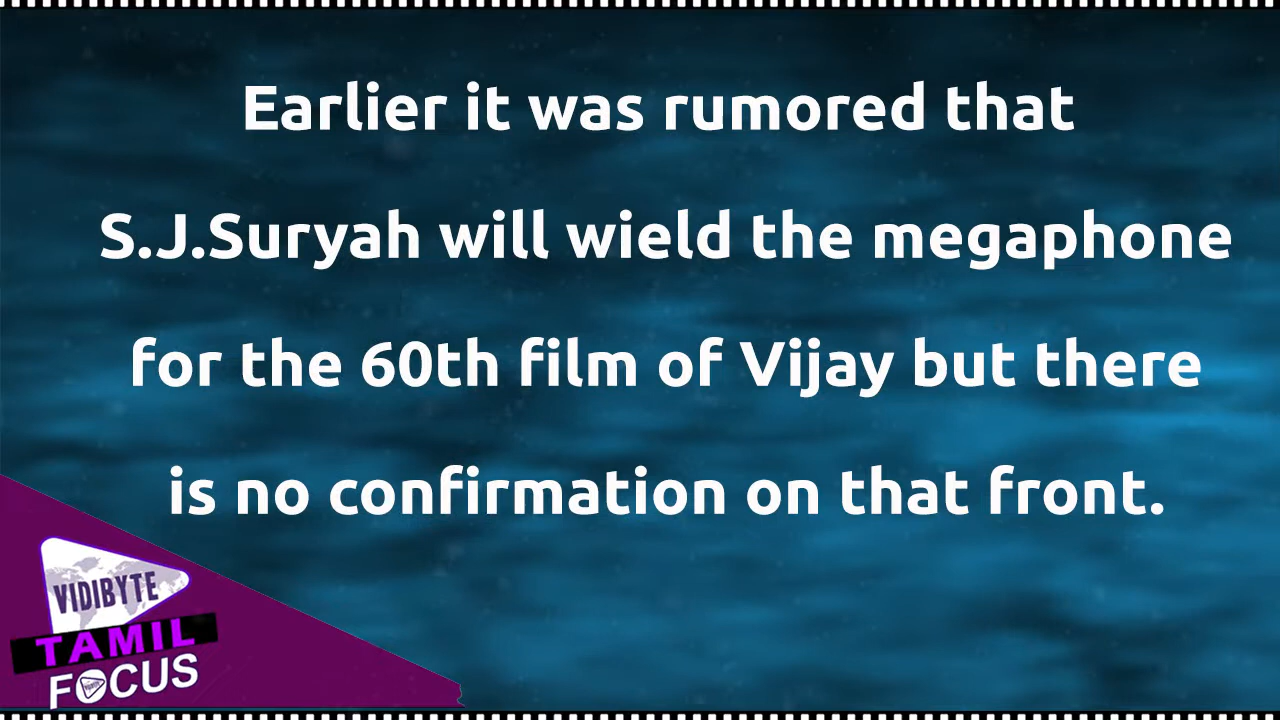 Earlier it was rumored that
S.J.Suryah will wield the megaphone
for the 60th film of Vijay but there
is no confirmation on that front.
VIDIBYTE
TAMIL
FOCUS